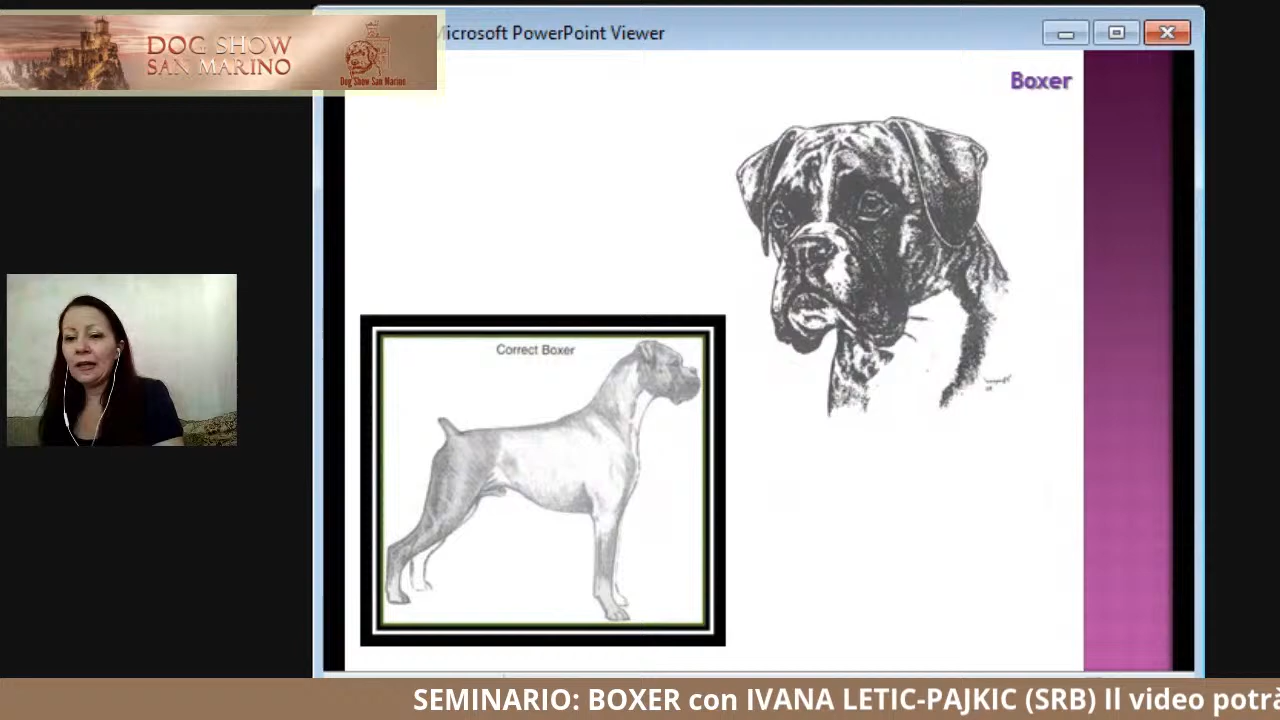 DOG SHOW
SAN MARINO
Dog Show San Marino
Microsoft PowerPoint Viewer
Boxer
Correct Boxer
SEMINARIO: BOXER con IVANA LETIC-PAJKIC (SRB) Il video potrà